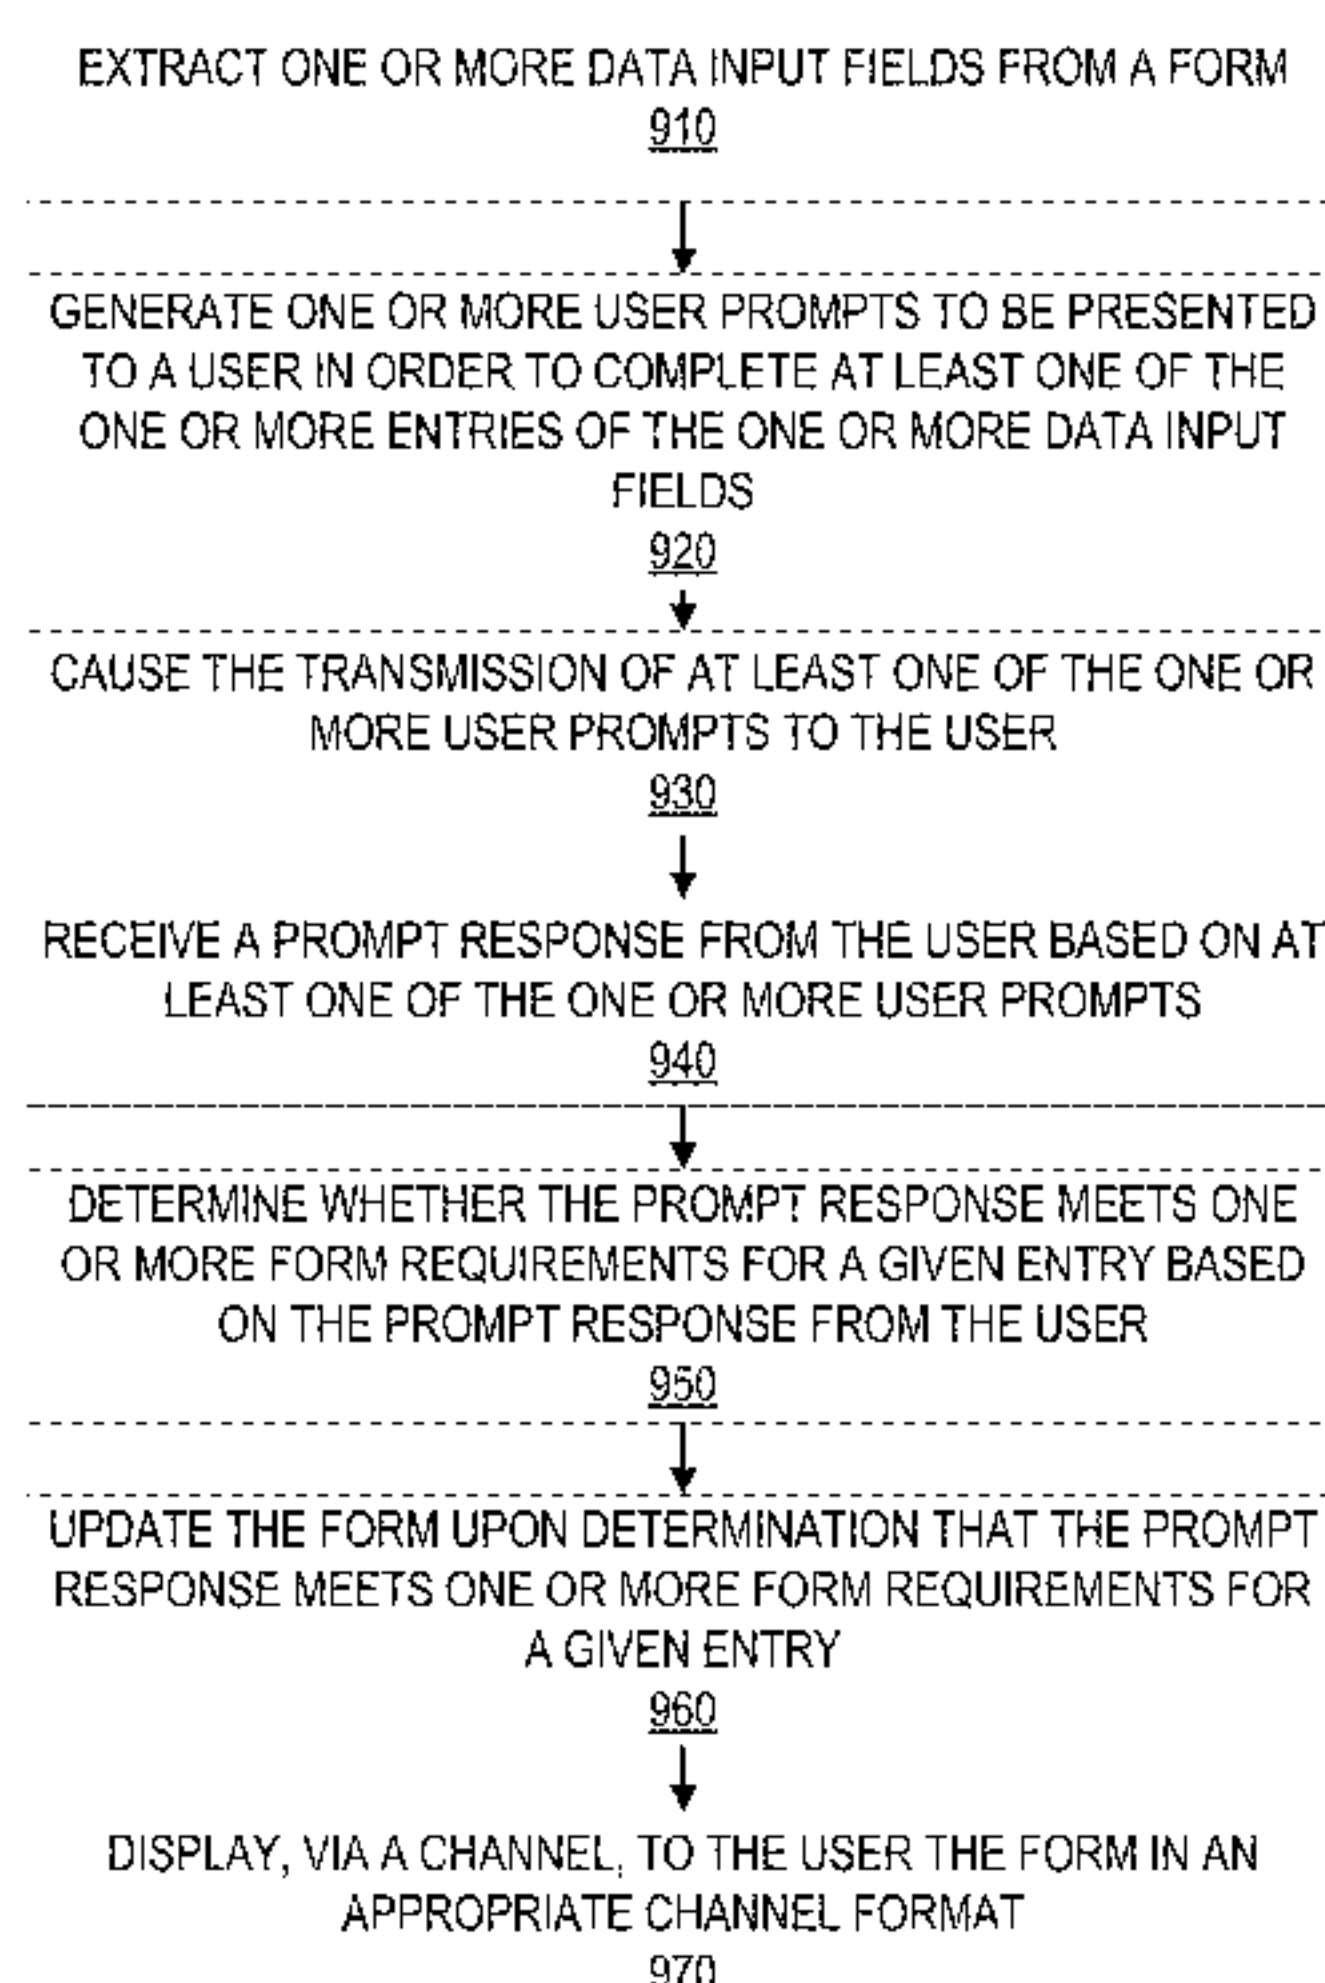 EXTRACT ONE OR MORE DATA INPUT FIELDS FROM A FORM
910
GENERATE ONE OR MORE USER PROMPTS TO BE PRESENTED
TO A USER IN ORDER TO COMPLETE AT LEAST ONE OF THE
ONE OR MORE ENTRIES OF THE ONE OR MORE DATA INPUT
FIELDS
920
CAUSE THE TRANSMISSION OF AT LEAST ONE OF THE ONE OR
MORE USER PROMPTS TO THE USER
930
RECEIVE A PROMPT RESPONSE FROM THE USER BASED ON AT
LEAST ONE OF THE ONE OR MORE USER PROMPTS
940
DETERMINE WHETHER THE PROMPT RESPONSE MEETS ONE
OR MORE FORM REQUIREMENTS FOR A GIVEN ENTRY BASED
ON THE PROMPT RESPONSE FROM THE USER
950
UPDATE THE FORM UPON DETERMINATION THAT THE PROMPT
RESPONSE MEETS ONE OR MORE FORM REQUIREMENTS FOR
A GIVEN ENTRY
960
DISPLAY, VIA A CHANNEL, TO THE USER THE FORM IN AN
APPROPRIATE CHANNEL FORMAT
970